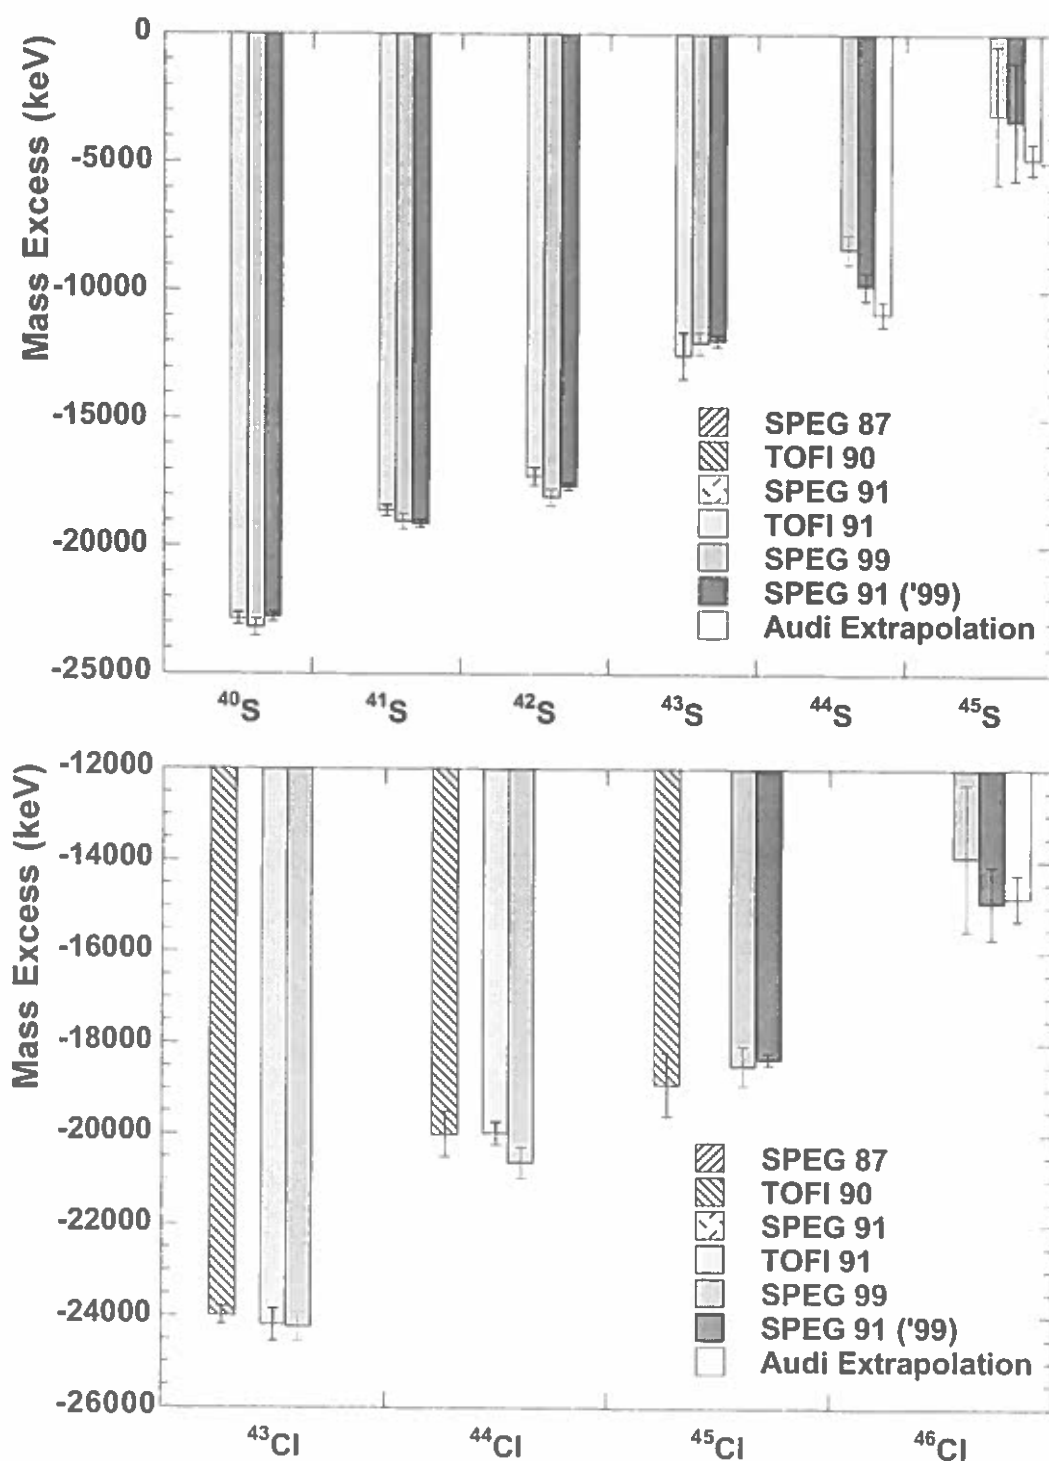 Mass Excess (keV)
0
-5000
-10000
-15000
-20000
-25000
SPEG 87
TOFI 90
SPEG 91
TOFI 91
SPEG 99
SPEG 91 ('99)
Audi Extrapolation
⁴⁰S ⁴¹S ⁴²S ⁴³S ⁴⁴S ⁴⁵S
Mass Excess (keV)
-12000
-14000
-16000
-18000
-20000
-22000
-24000
-26000
SPEG 87
TOFI 90
SPEG 91
TOFI 91
SPEG 99
SPEG 91 ('99)
Audi Extrapolation
⁴³Cl ⁴⁴Cl ⁴⁵Cl ⁴⁶Cl